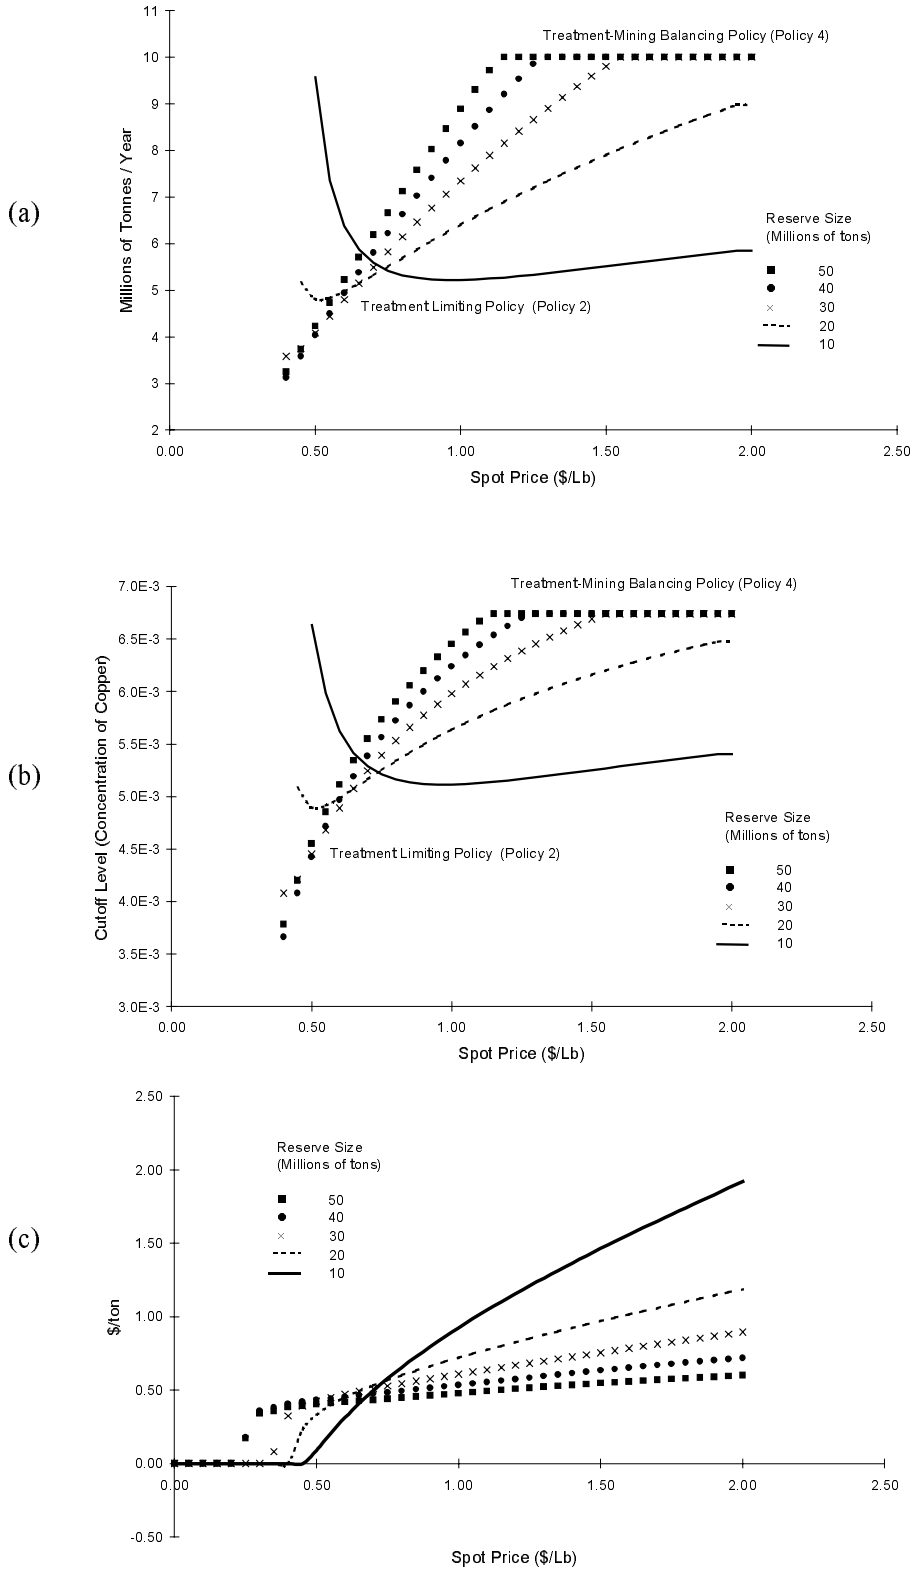 (a)
Millions of Tonnes / Year
11
10
9
8
7
6
5
4
3
2
Treatment-Mining Balancing Policy (Policy 4)
Treatment Limiting Policy (Policy 2)
Reserve Size
(Millions of tons)
50
40
30
20
10
0.00 0.50 1.00 1.50 2.00 2.50
Spot Price ($/Lb)
(b)
Cutoff Level (Concentration of Copper)
7.0E-3
6.5E-3
6.0E-3
5.5E-3
5.0E-3
4.5E-3
4.0E-3
3.5E-3
3.0E-3
Treatment-Mining Balancing Policy (Policy 4)
Treatment Limiting Policy (Policy 2)
Reserve Size
(Millions of tons)
50
40
30
20
10
0.00 0.50 1.00 1.50 2.00 2.50
Spot Price ($/Lb)
(c)
$/ton
2.50
2.00
1.50
1.00
0.50
0.00
-0.50
Reserve Size
(Millions of tons)
50
40
30
20
10
0.00 0.50 1.00 1.50 2.00 2.50
Spot Price ($/Lb)